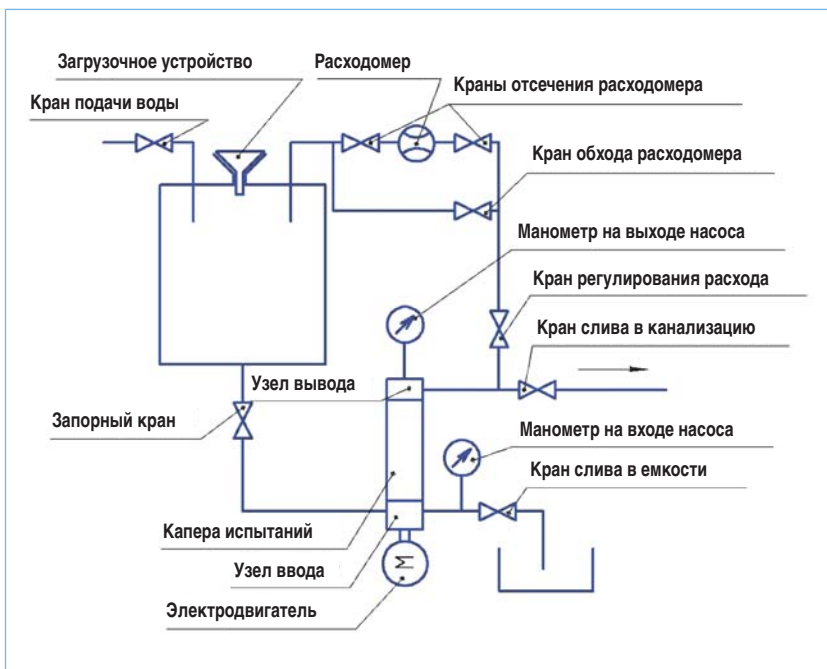 Загрузочное устройство
Расходомер
Краны отсечения расходомера
Кран подачи воды
Кран обхода расходомера
Манометр на выходе насоса
Кран регулирования расхода
Кран слива в канализацию
Узел вывода
Запорный кран
Манометр на входе насоса
Кран слива в емкости
Капера испытаний
Узел ввода
Электродвигатель
M